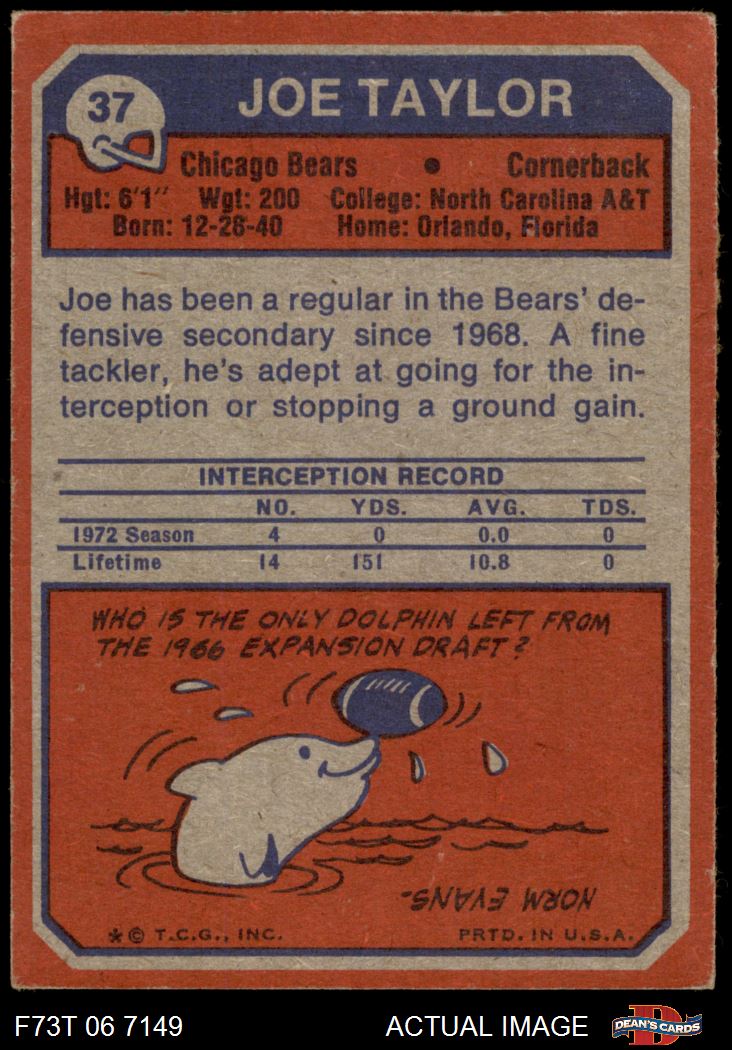 37
JOE TAYLOR
Chicago Bears • Cornerback
Hgt: 6'1" Wgt: 200 College: North Carolina A&T
Born: 12-28-40 Home: Orlando, Florida
Joe has been a regular in the Bears' de-
fensive secondary since 1968. A fine
tackler, he's adept at going for the in-
terception or stopping a ground gain.
INTERCEPTION RECORD
NO. YDS. AVG. TDS.
1972 Season 4 0 0.0 0
Lifetime 14 151 10.8 0
WHO IS THE ONLY DOLPHIN LEFT FROM
THE 1966 EXPANSION DRAFT?
NORM EVANS.
* © T.C.G., INC. PRTD. IN U.S.A.
F73T 06 7149 ACTUAL IMAGE D DEAN'S CARDS